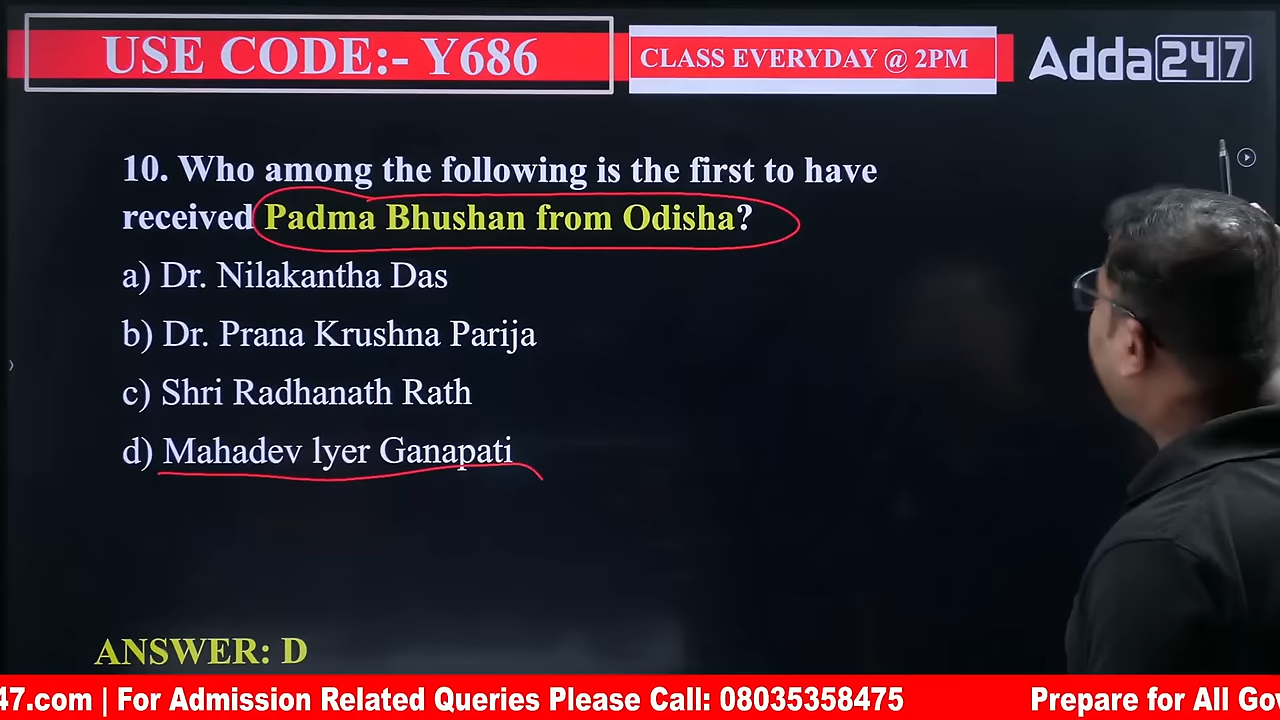 USE CODE:- Y686
CLASS EVERYDAY @ 2PM
Adda247
10. Who among the following is the first to have
received Padma Bhushan from Odisha?
a) Dr. Nilakantha Das
b) Dr. Prana Krushna Parija
c) Shri Radhanath Rath
d) Mahadev lyer Ganapati
ANSWER: D
47.com | For Admission Related Queries Please Call: 08035358475 Prepare for All Gov